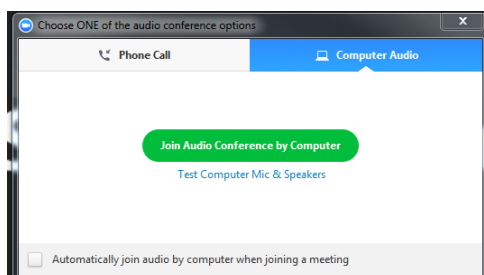 Choose ONE of the audio conference options
Phone Call
Computer Audio
Join Audio Conference by Computer
Test Computer Mic & Speakers
Automatically join audio by computer when joining a meeting